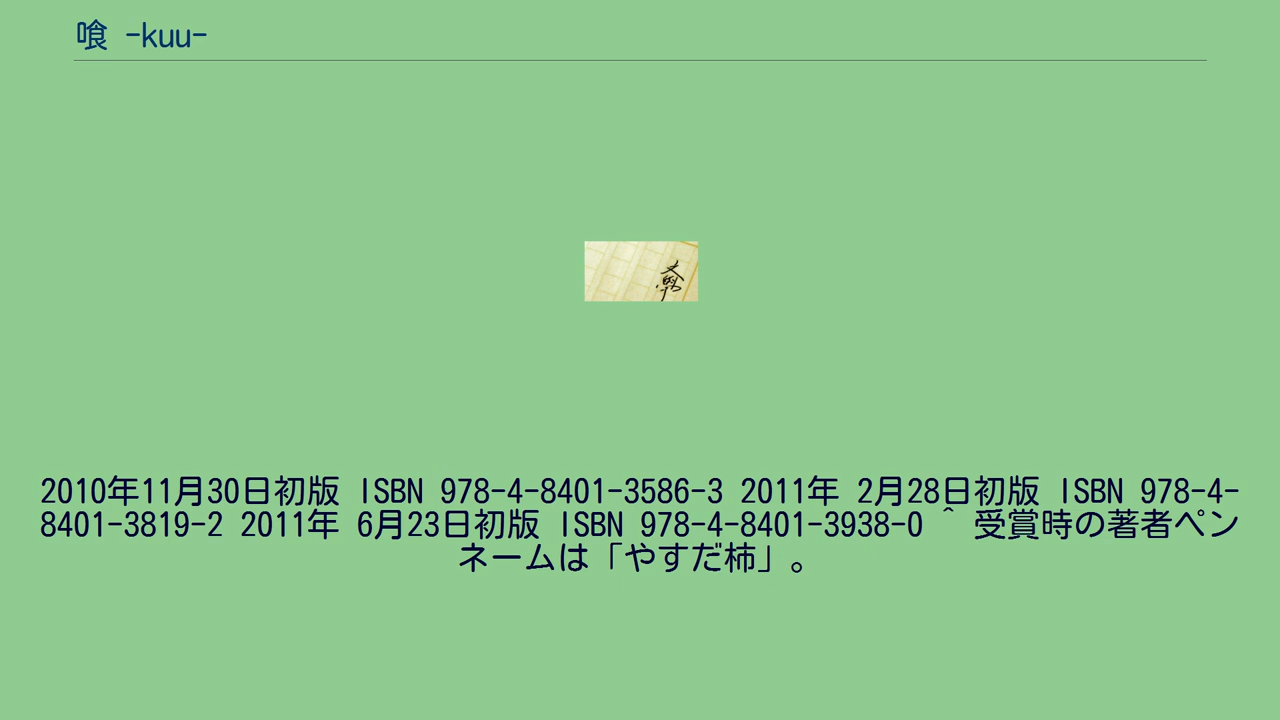 喰 -kuu-
2010年11月30日初版 ISBN 978-4-8401-3586-3 2011年 2月28日初版 ISBN 978-4-
8401-3819-2 2011年 6月23日初版 ISBN 978-4-8401-3938-0 ^ 受賞時の著者ペン
ネームは「やすだ柿」。